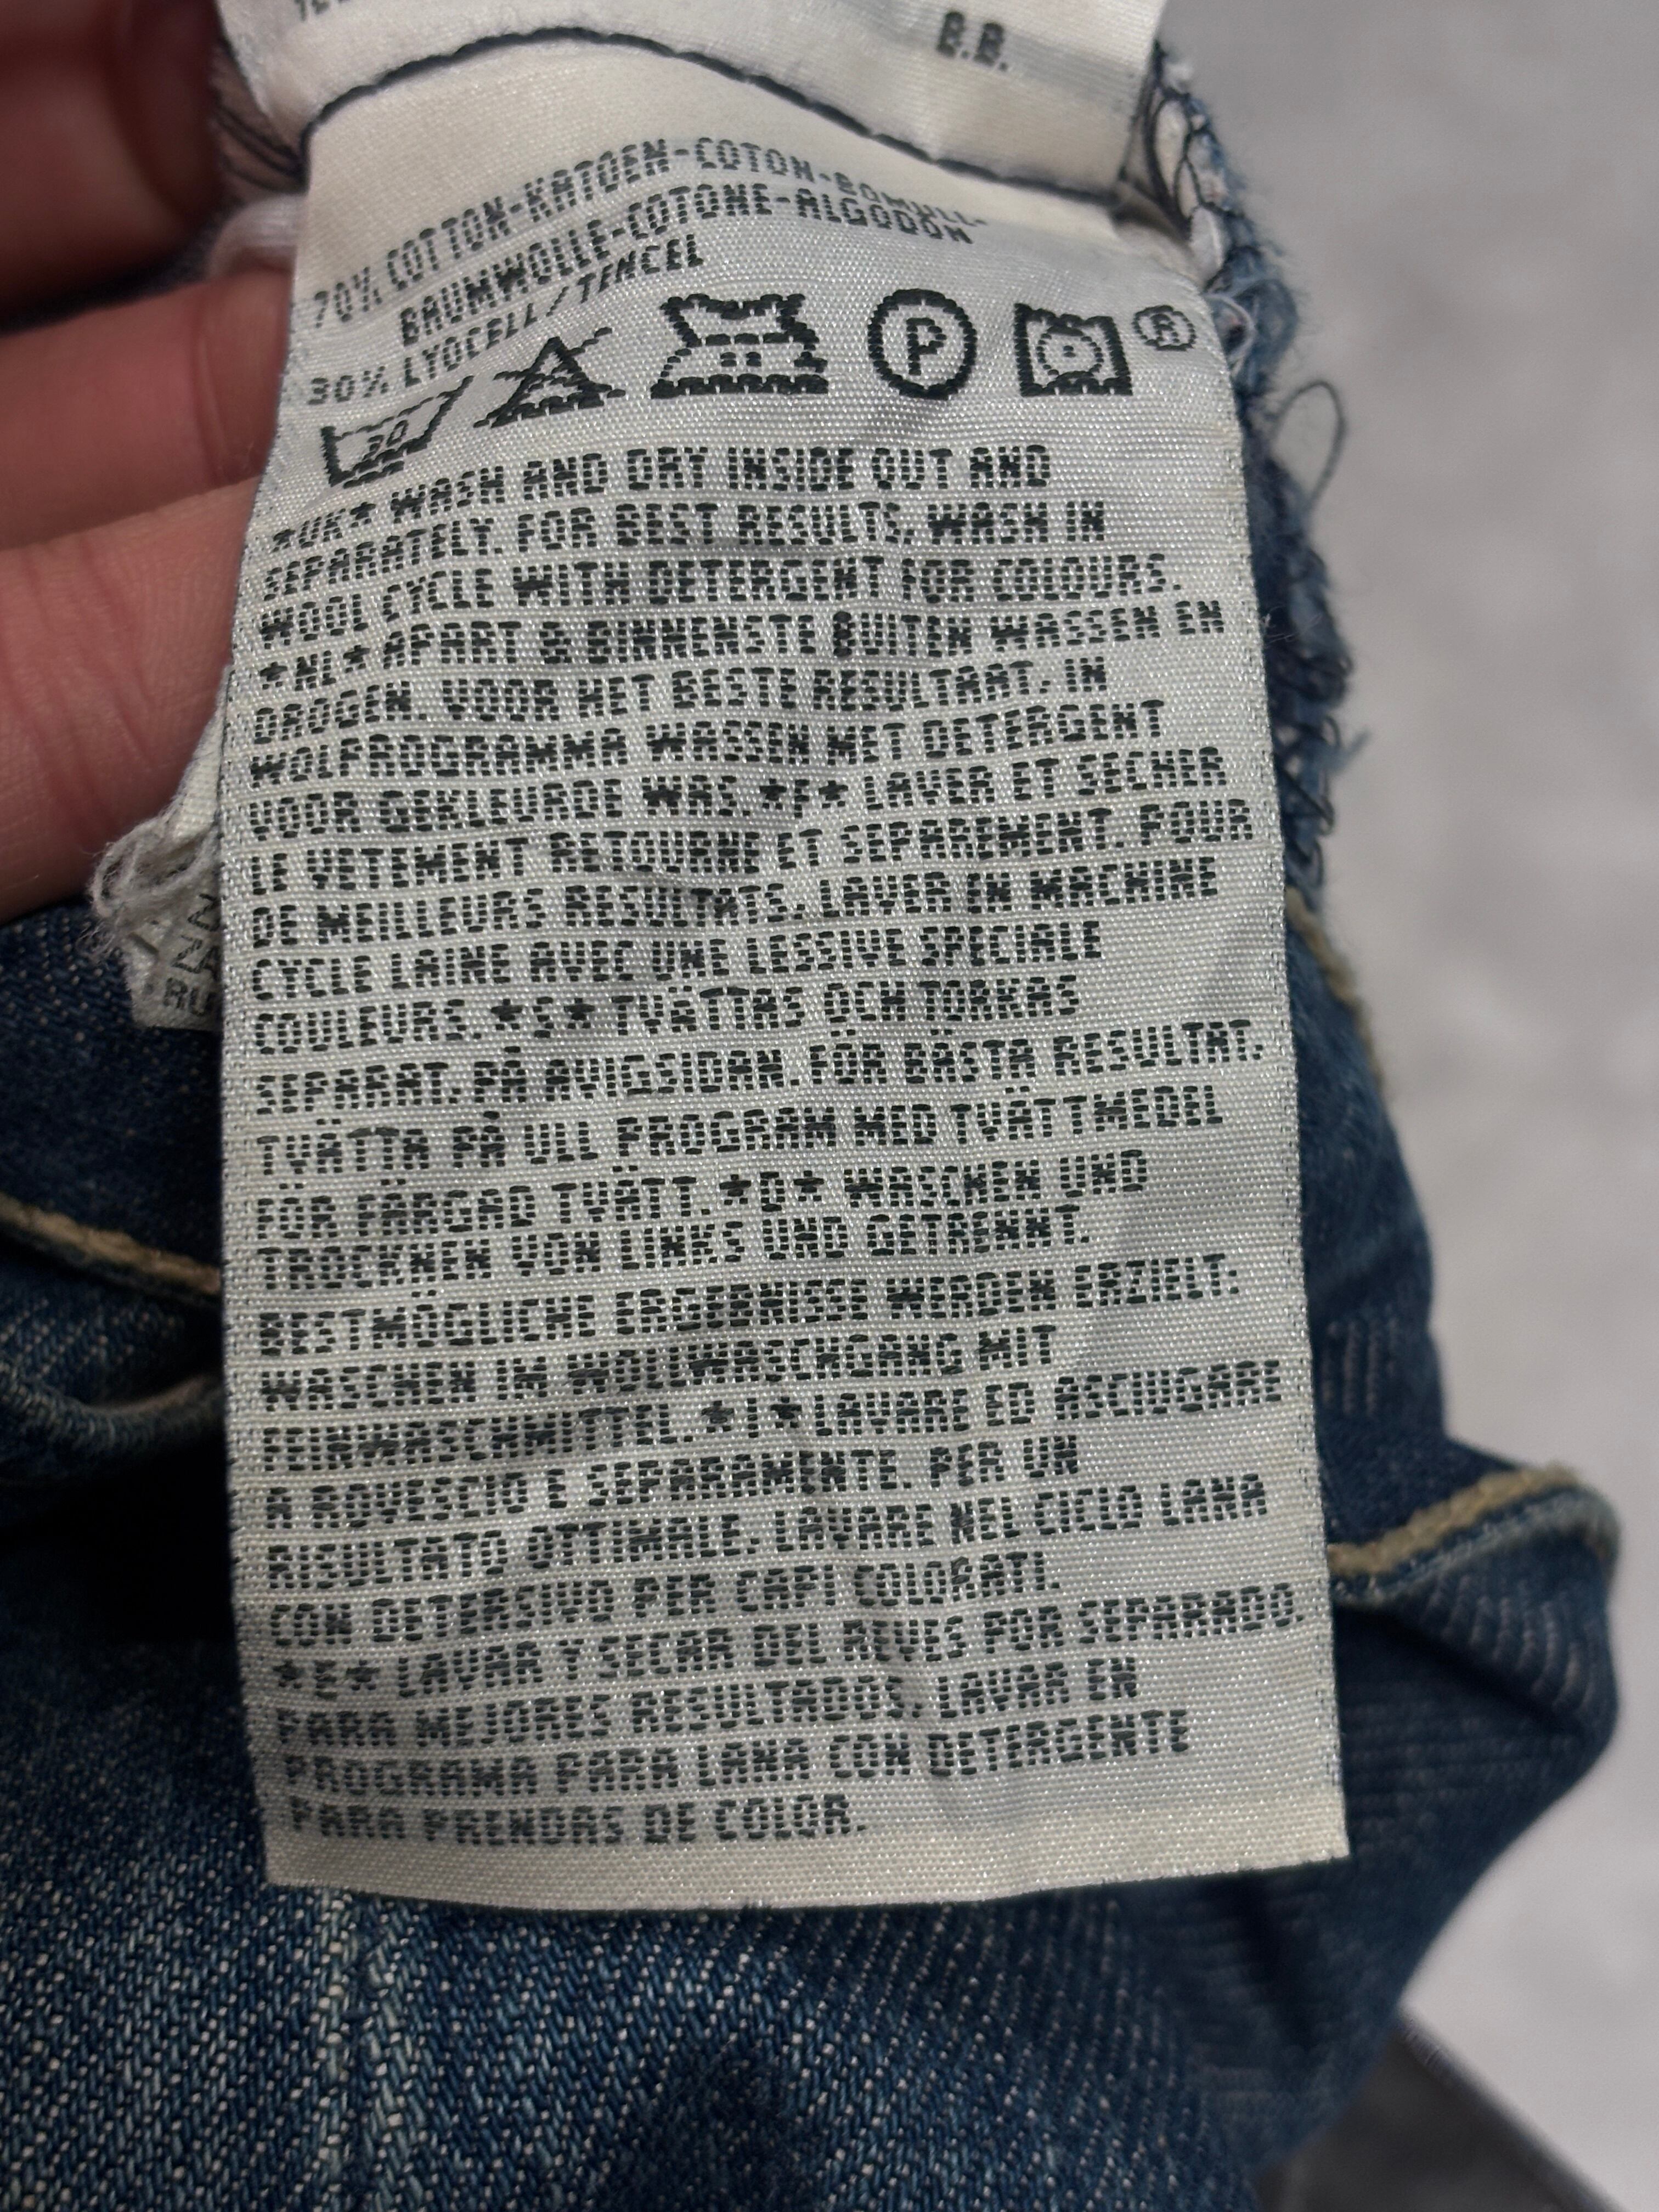 B.B.
70% COTTON-KATOEN-COTON-BOMULL-
BAUMWOLLE-COTONE-ALGODON
30% LYOCELL/TENCEL
30 P ®
*UK* WASH AND DRY INSIDE OUT AND
SEPARATELY. FOR BEST RESULTS, WASH IN
WOOL CYCLE WITH DETERGENT FOR COLOURS.
*NL* APART & BINNENSTE BUITEN WASSEN EN
DROGEN. VOOR HET BESTE RESULTAAT. IN
WOLPROGRAMMA WASSEN MET DETERGENT
VOOR GEKLEURDE WAS. *F* LAVER ET SECHER
LE VETEMENT RETOURNE ET SEPAREMENT. POUR
DE MEILLEURS RESULTATS, LAVER EN MACHINE
CYCLE LAINE AVEC UNE LESSIVE SPECIALE
COULEURS. *S* TVÄTTAS OCH TORKAS
SEPARAT. PÅ AVIGSIDAN. FÖR BÄSTA RESULTAT.
TVÄTTA PÅ ULL PROGRAM MED TVÄTTMEDEL
FÖR FÄRGAD TVÄTT. *D* WASCHEN UND
TROCKNEN VON LINKS UND GETRENNT.
BESTMÖGLICHE ERGEBNISSE WERDEN ERZIELT:
WASCHEN IM WOLLWASCHGANG MIT
FEINWASCHMITTEL. *I* LAVARE ED ASCIUGARE
A ROVESCIO E SEPARAMENTE. PER UN
RISULTATO OTTIMALE, LAVARE NEL CICLO LANA
CON DETERSIVO PER CAPI COLORATI.
*E* LAVAR Y SECAR DEL REVES POR SEPARADO.
PARA MEJORES RESULTADOS, LAVAR EN
PROGRAMA PARA LANA CON DETERGENTE
PARA PRENDAS DE COLOR.